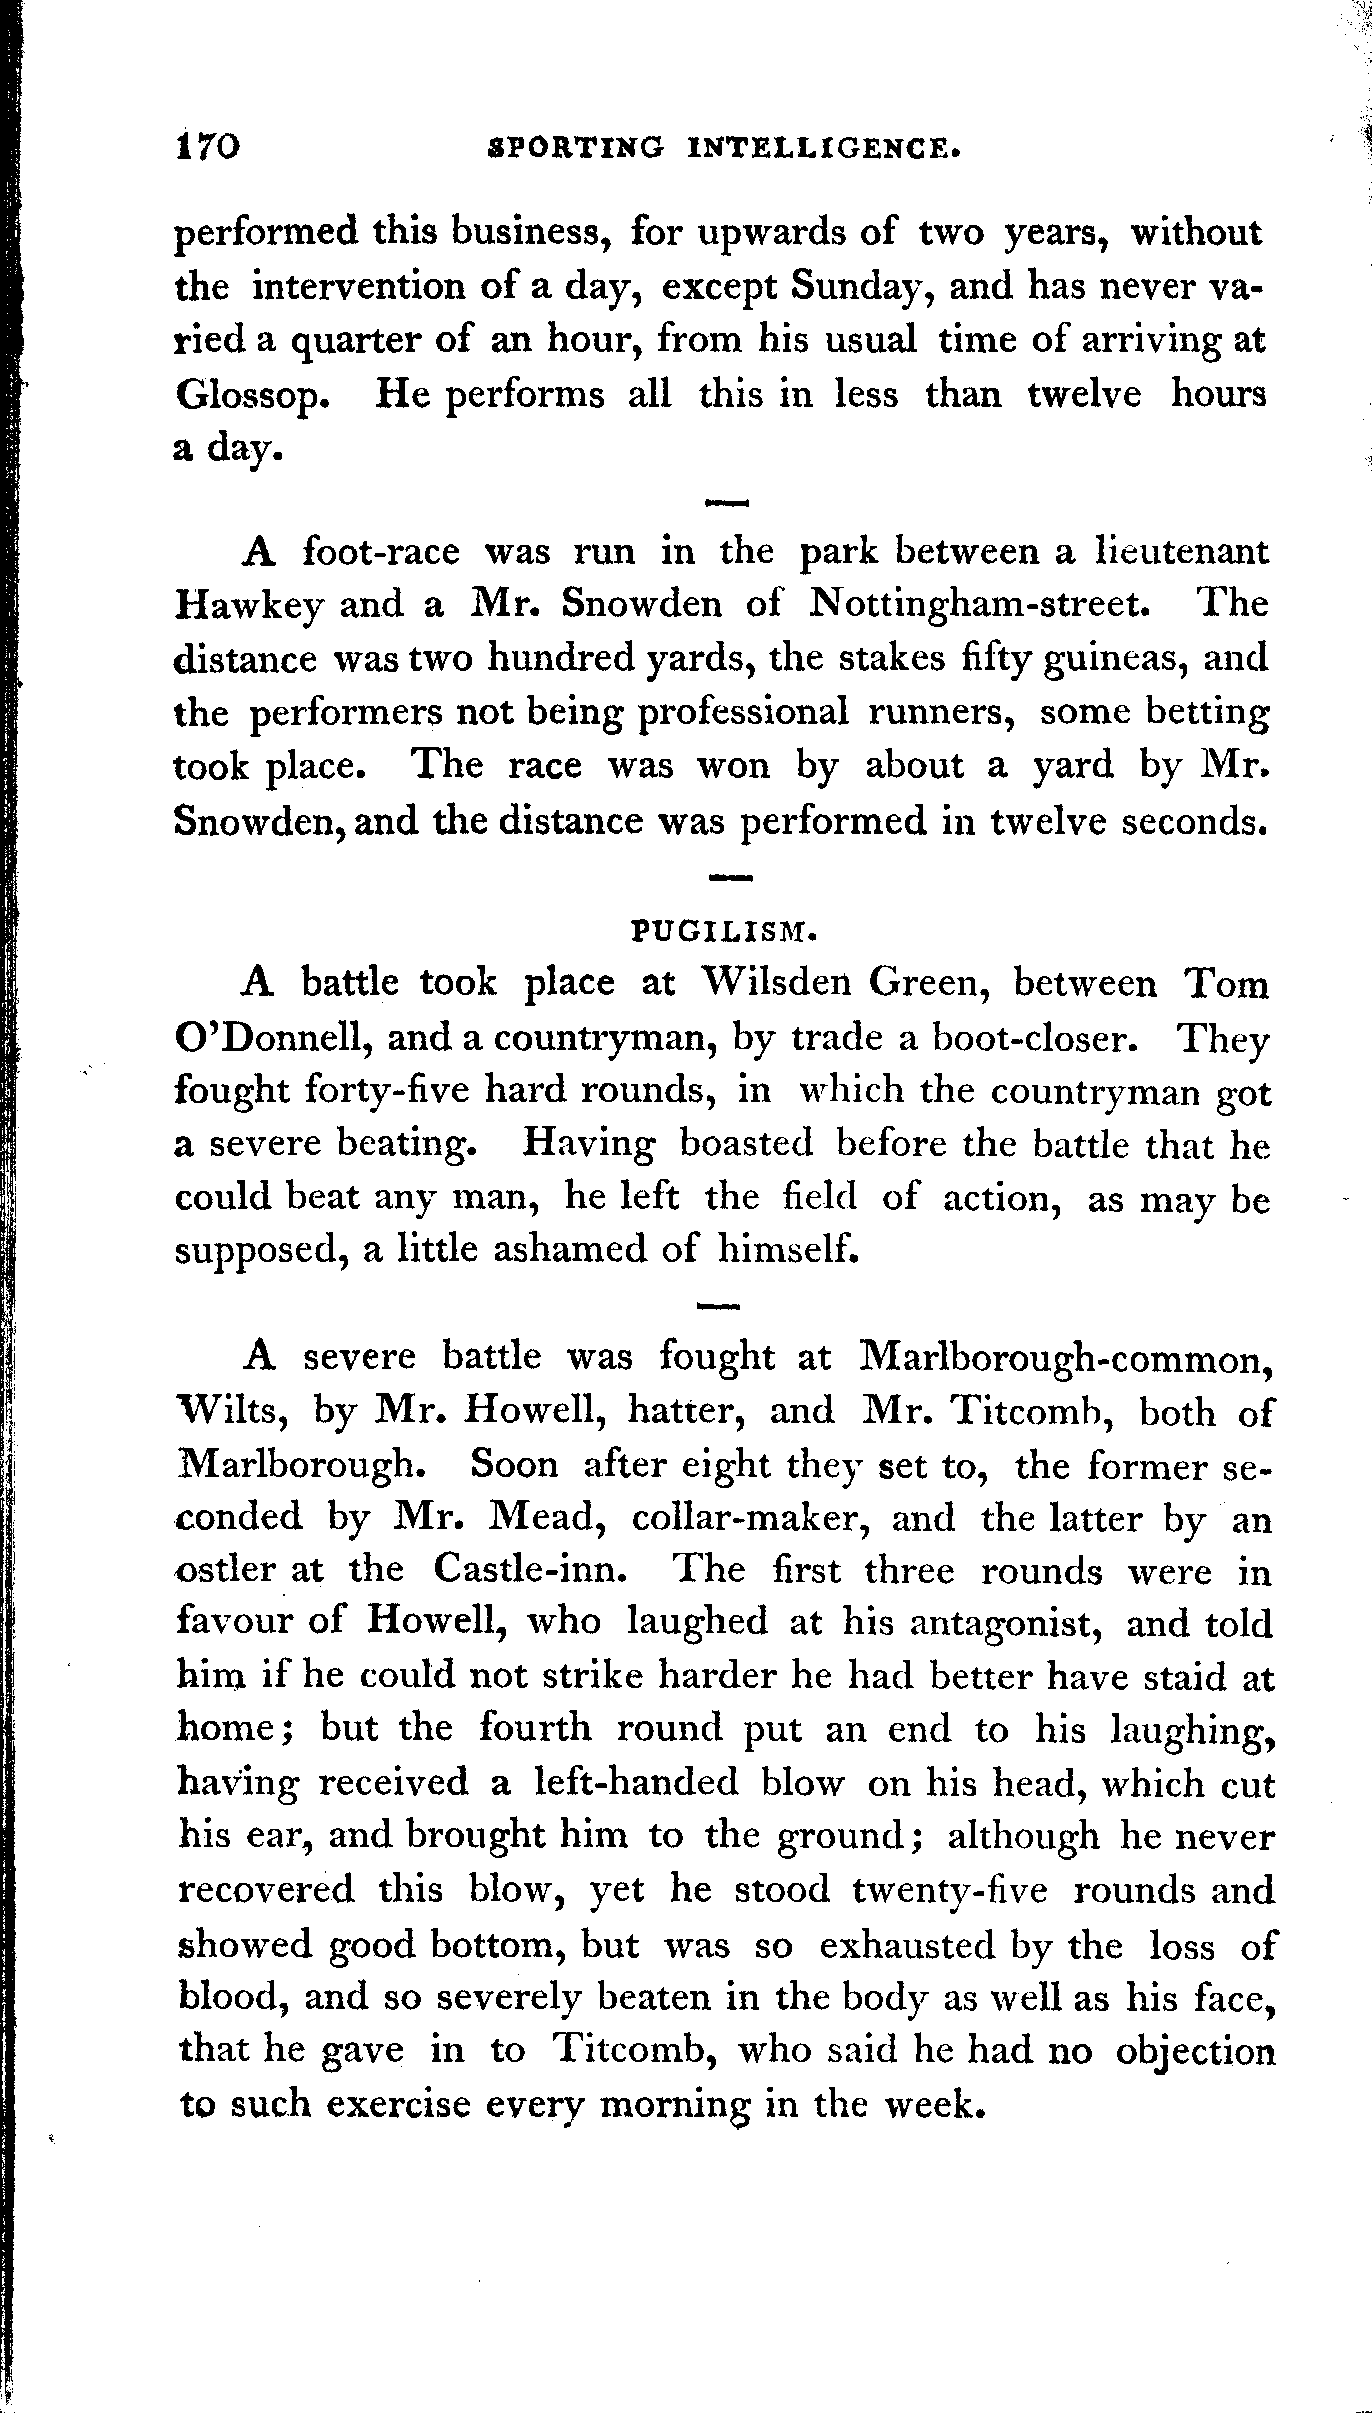 170 SPORTING INTELLIGENCE.
performed this business, for upwards of two years, without
the intervention of a day, except Sunday, and has never va-
ried a quarter of an hour, from his usual time of arriving at
Glossop. He performs all this in less than twelve hours
a day.
—
A foot-race was run in the park between a lieutenant
Hawkey and a Mr. Snowden of Nottingham-street. The
distance was two hundred yards, the stakes fifty guineas, and
the performers not being professional runners, some betting
took place. The race was won by about a yard by Mr.
Snowden, and the distance was performed in twelve seconds.
—
PUGILISM.
A battle took place at Wilsden Green, between Tom
O'Donnell, and a countryman, by trade a boot-closer. They
fought forty-five hard rounds, in which the countryman got
a severe beating. Having boasted before the battle that he
could beat any man, he left the field of action, as may be
supposed, a little ashamed of himself.
—
A severe battle was fought at Marlborough-common,
Wilts, by Mr. Howell, hatter, and Mr. Titcomb, both of
Marlborough. Soon after eight they set to, the former se-
conded by Mr. Mead, collar-maker, and the latter by an
ostler at the Castle-inn. The first three rounds were in
favour of Howell, who laughed at his antagonist, and told
him if he could not strike harder he had better have staid at
home; but the fourth round put an end to his laughing,
having received a left-handed blow on his head, which cut
his ear, and brought him to the ground; although he never
recovered this blow, yet he stood twenty-five rounds and
showed good bottom, but was so exhausted by the loss of
blood, and so severely beaten in the body as well as his face,
that he gave in to Titcomb, who said he had no objection
to such exercise every morning in the week.